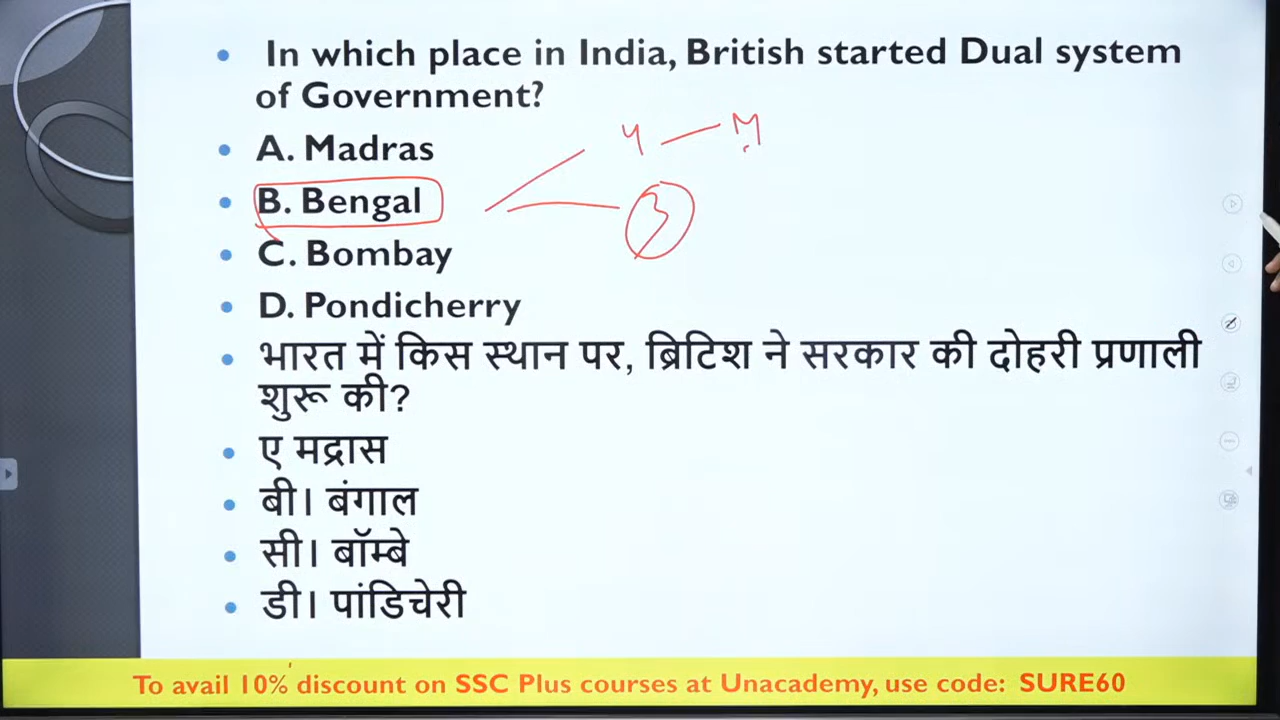 In which place in India, British started Dual system
of Government?
A. Madras
B. Bengal
C. Bombay
D. Pondicherry
भारत में किस स्थान पर, ब्रिटिश ने सरकार की दोहरी प्रणाली
शुरू की?
ए मद्रास
बी। बंगाल
सी। बॉम्बे
डी। पांडिचेरी
To avail 10% discount on SSC Plus courses at Unacademy, use code: SURE60